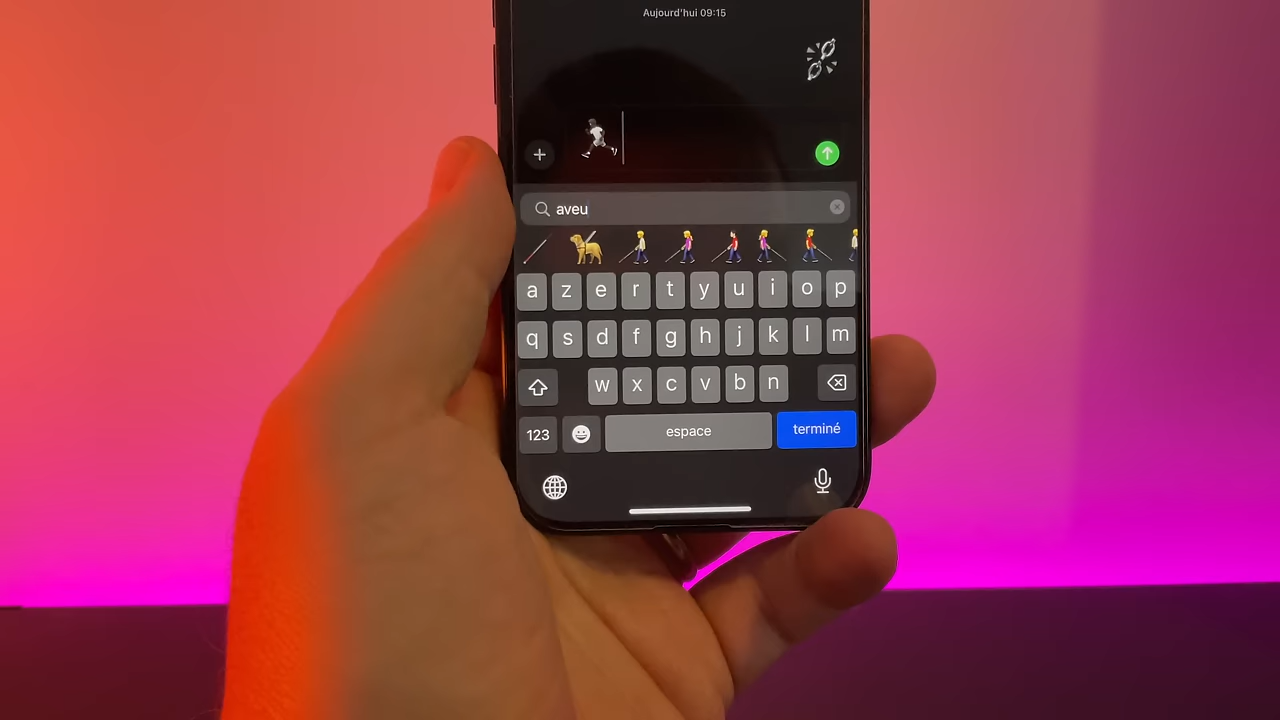 Aujourd'hui 09:15
aveu
a z e r t y u i o p
q s d f g h j k l m
w x c v b n
123 espace terminé